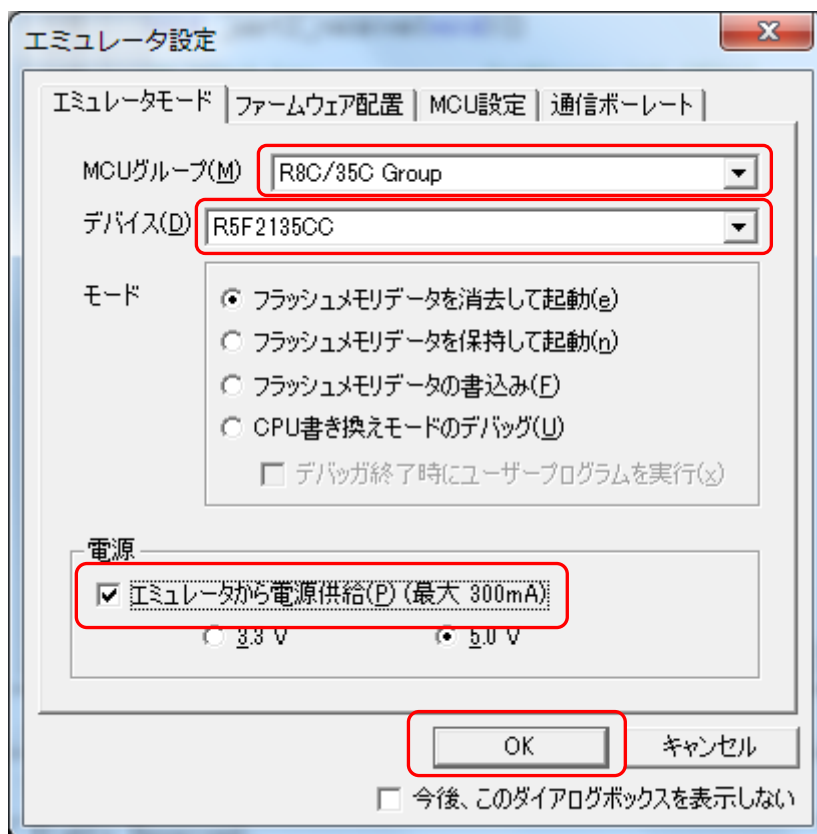 エミュレータ設定
エミュレータモード ファームウェア配置 MCU設定 通信ボーレート
MCUグループ(M) R8C/35C Group
デバイス(D) R5F2135CC
モード
フラッシュメモリデータを消去して起動(e)
フラッシュメモリデータを保持して起動(n)
フラッシュメモリデータの書込み(F)
CPU書き換えモードのデバッグ(U)
デバッガ終了時にユーザープログラムを実行(x)
電源
エミュレータから電源供給(P) (最大 300mA)
3.3 V 5.0 V
OK キャンセル
今後、このダイアログボックスを表示しない